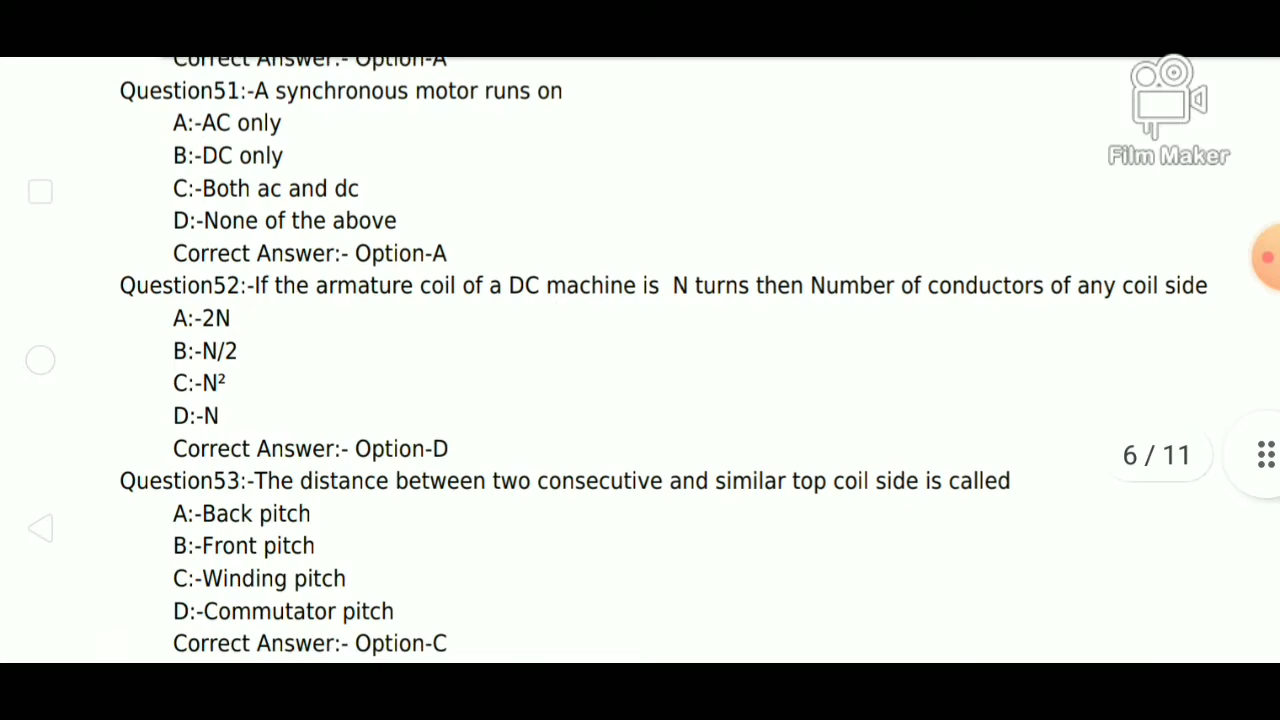 Correct Answer:- Option-A
Question51:-A synchronous motor runs on
A:-AC only
B:-DC only
C:-Both ac and dc
D:-None of the above
Correct Answer:- Option-A
Question52:-If the armature coil of a DC machine is  N turns then Number of conductors of any coil side
A:-2N
B:-N/2
C:-N²
D:-N
Correct Answer:- Option-D
Question53:-The distance between two consecutive and similar top coil side is called
A:-Back pitch
B:-Front pitch
C:-Winding pitch
D:-Commutator pitch
Correct Answer:- Option-C
Film Maker
6 / 11